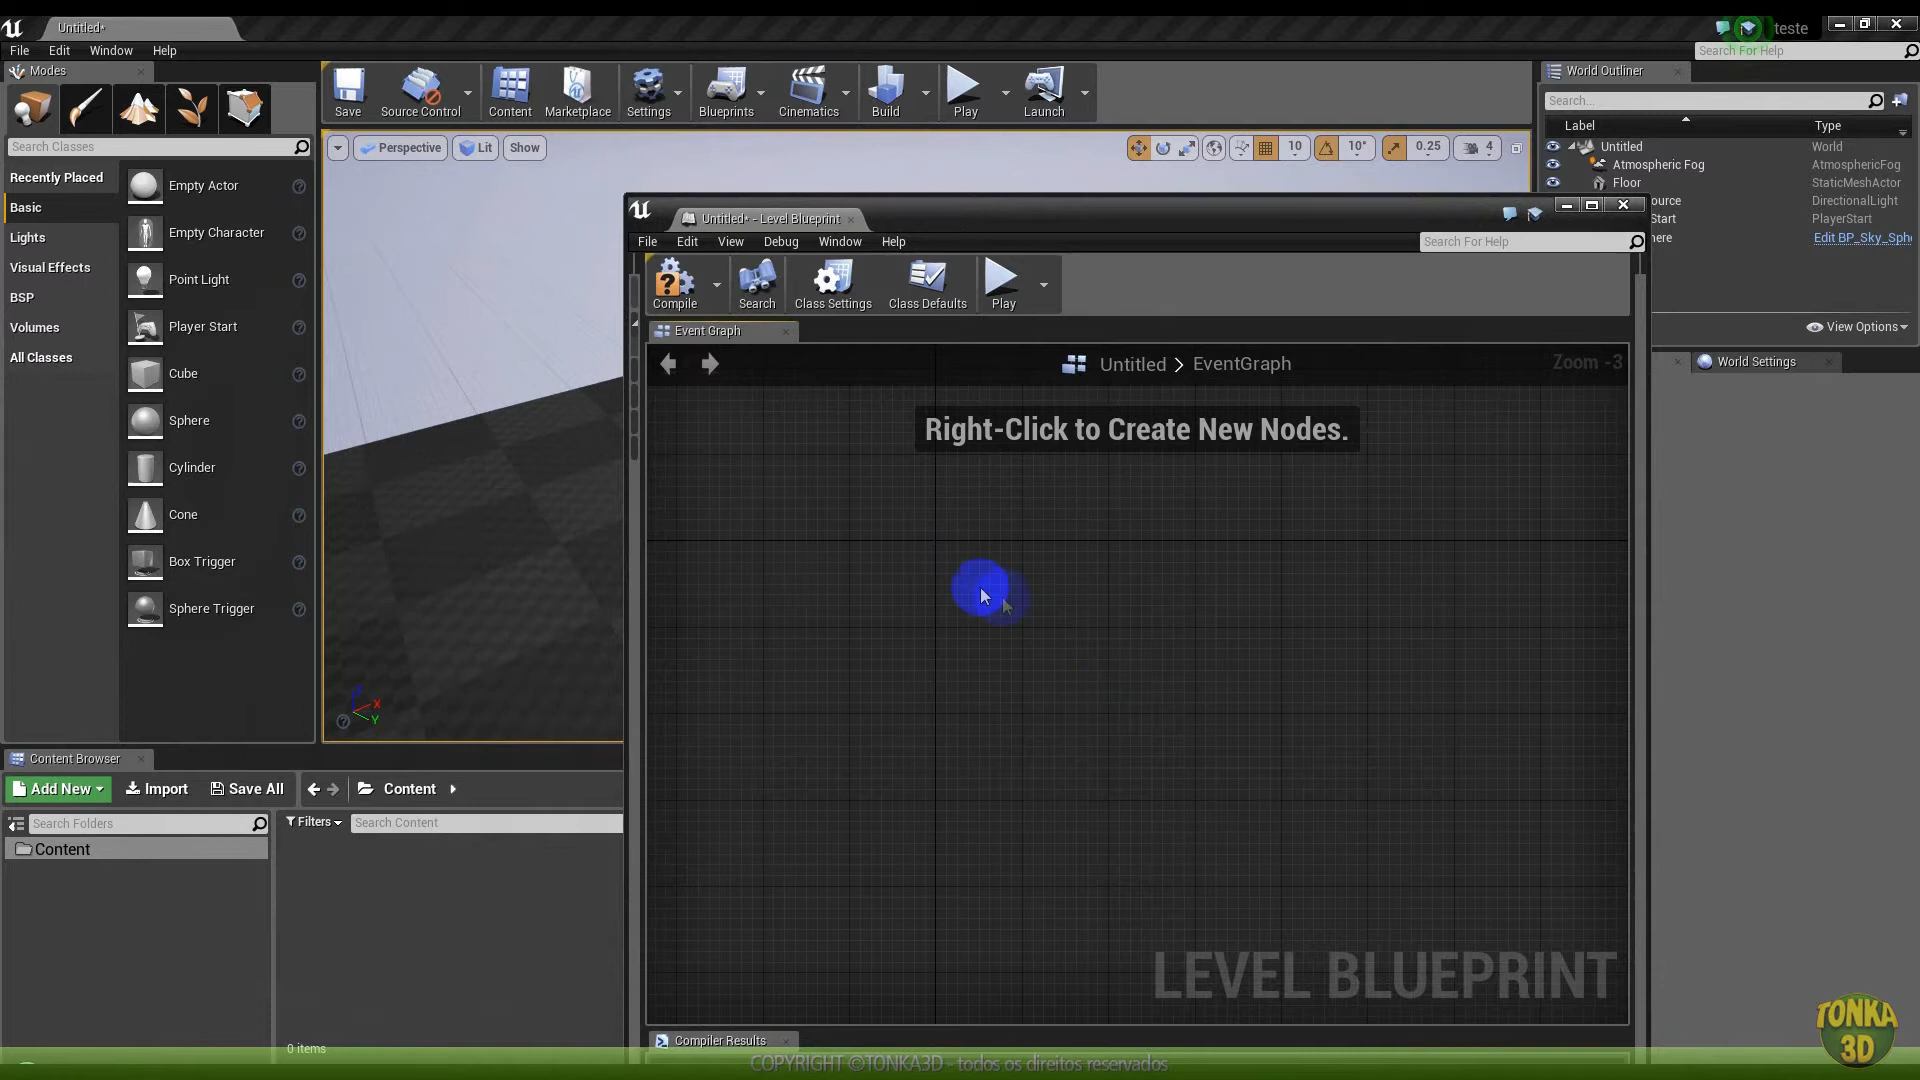 Untitled*
teste
File Edit Window Help
Search For Help
Modes
Save
Source Control
Content
Marketplace
Settings
Blueprints
Cinematics
Build
Play
Launch
World Outliner
Search...
Label
Type
Search Classes
Perspective
Lit
Show
10
10°
0.25
4
Untitled
World
Atmospheric Fog
AtmosphericFog
Floor
StaticMeshActor
ource
DirectionalLight
Start
PlayerStart
here
Edit BP_Sky_Sph
View Options
World Settings
Recently Placed
Basic
Lights
Visual Effects
BSP
Volumes
All Classes
Empty Actor
Empty Character
Point Light
Player Start
Cube
Sphere
Cylinder
Cone
Box Trigger
Sphere Trigger
Untitled* - Level Blueprint
File Edit View Debug Window Help
Search For Help
Compile
Search
Class Settings
Class Defaults
Play
Event Graph
Untitled > EventGraph
Zoom -3
Right-Click to Create New Nodes.
LEVEL BLUEPRINT
Compiler Results
Z
X
Y
Content Browser
Add New
Import
Save All
Content
Search Folders
Filters
Search Content
Content
0 items
COPYRIGHT ©TONKA3D - todos os direitos reservados
TONKA
3D